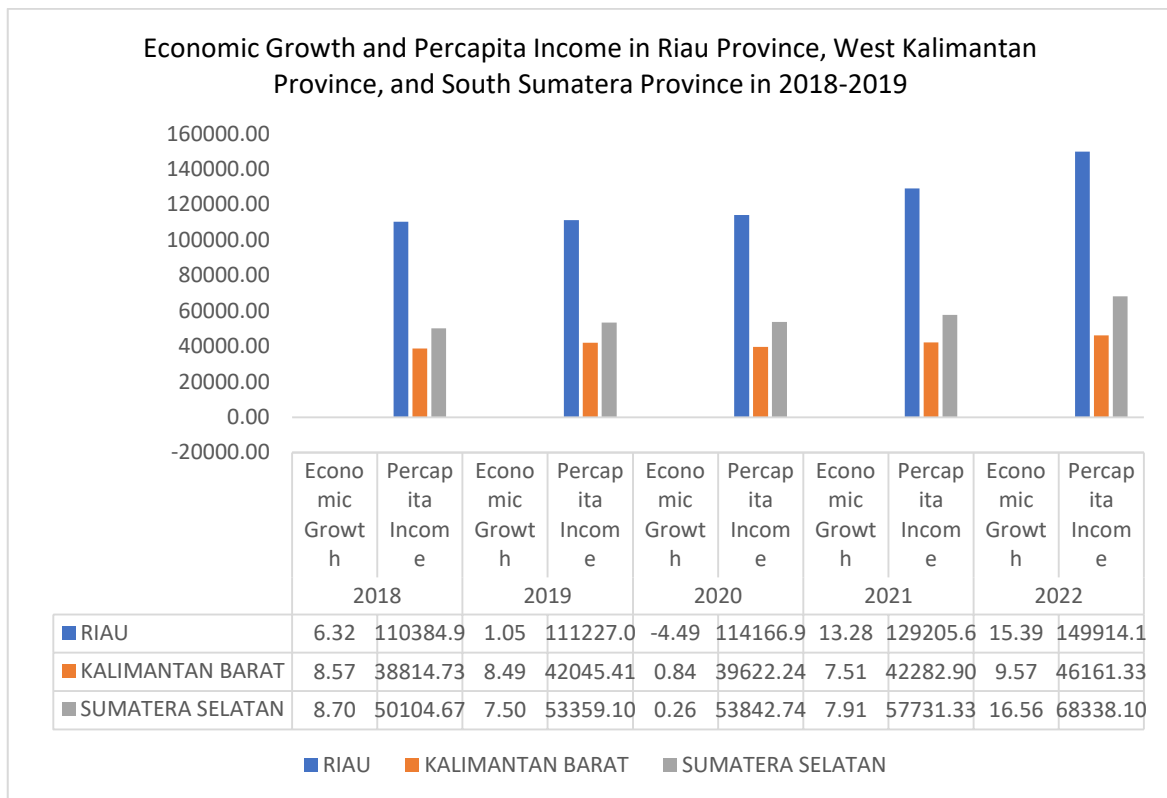 Economic Growth and Percapita Income in Riau Province, West Kalimantan
Province, and South Sumatera Province in 2018-2019
160000.00
140000.00
120000.00
100000.00
80000.00
60000.00
40000.00
20000.00
0.00
-20000.00
Econo Percap Econo Percap Econo Percap Econo Percap Econo Percap
mic ita mic ita mic ita mic ita mic ita
Growt Incom Growt Incom Growt Incom Growt Incom Growt Incom
h e h e h e h e h e
2018 2019 2020 2021 2022
RIAU 6.32 110384.9 1.05 111227.0 -4.49 114166.9 13.28 129205.6 15.39 149914.1
KALIMANTAN BARAT 8.57 38814.73 8.49 42045.41 0.84 39622.24 7.51 42282.90 9.57 46161.33
SUMATERA SELATAN 8.70 50104.67 7.50 53359.10 0.26 53842.74 7.91 57731.33 16.56 68338.10
RIAU KALIMANTAN BARAT SUMATERA SELATAN